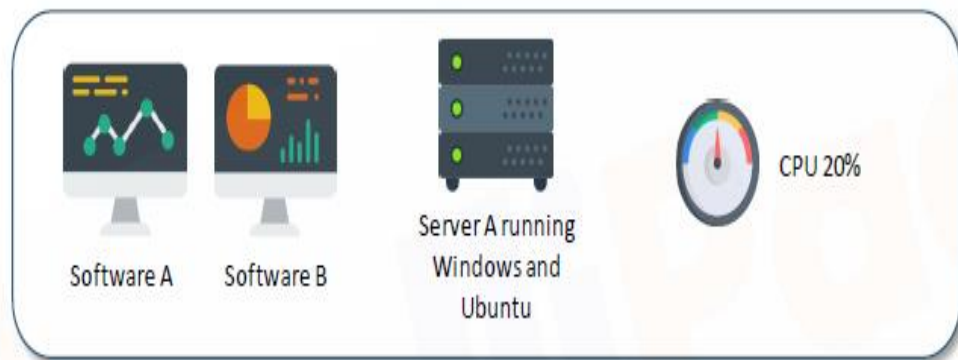 Software A
Software B
Server A running
Windows and
Ubuntu
CPU 20%